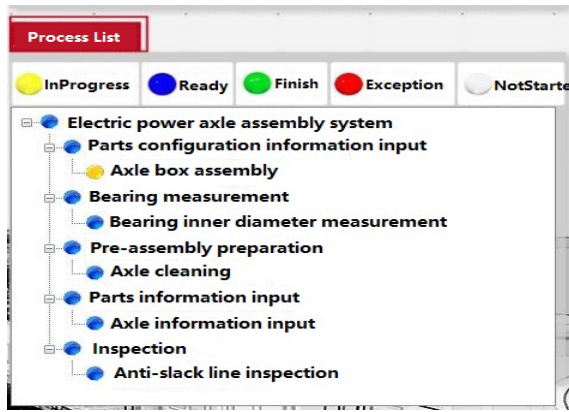 Process List
InProgress Ready Finish Exception NotStarte
Electric power axle assembly system
Parts configuration information input
Axle box assembly
Bearing measurement
Bearing inner diameter measurement
Pre-assembly preparation
Axle cleaning
Parts information input
Axle information input
Inspection
Anti-slack line inspection